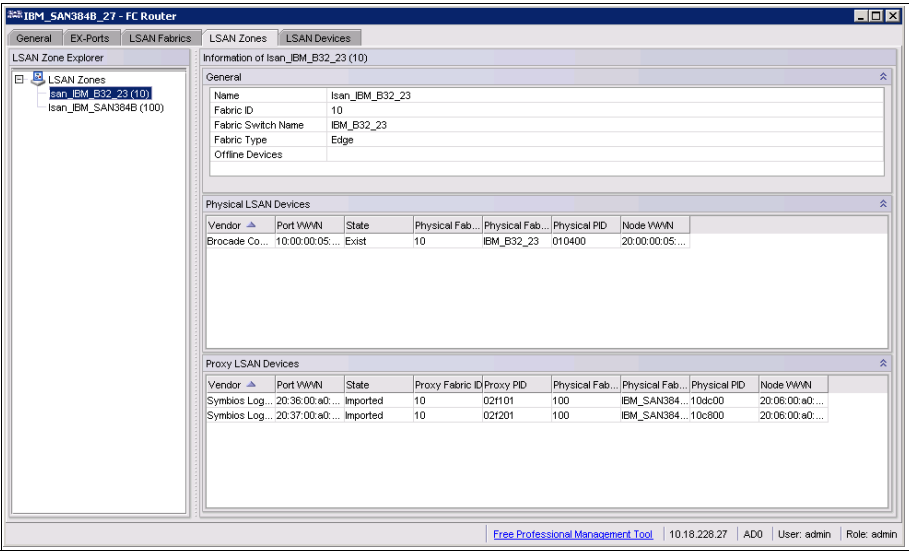 IBM_SAN384B_27 - FC Router
General EX-Ports LSAN Fabrics LSAN Zones LSAN Devices
LSAN Zone Explorer
LSAN Zones
lsan_IBM_B32_23 (10)
lsan_IBM_SAN384B (100)
Information of lsan_IBM_B32_23 (10)
General
Name lsan_IBM_B32_23
Fabric ID 10
Fabric Switch Name IBM_B32_23
Fabric Type Edge
Offline Devices
Physical LSAN Devices
Vendor Port WWN State Physical Fab... Physical Fab... Physical PID Node WWN
Brocade Co... 10:00:00:05:... Exist 10 IBM_B32_23 010400 20:00:00:05:...
Proxy LSAN Devices
Vendor Port WWN State Proxy Fabric ID Proxy PID Physical Fab... Physical Fab... Physical PID Node WWN
Symbios Log... 20:36:00:a0:... Imported 10 02f101 100 IBM_SAN384... 10dc00 20:06:00:a0:...
Symbios Log... 20:37:00:a0:... Imported 10 02f201 100 IBM_SAN384... 10c800 20:06:00:a0:...
Free Professional Management Tool 10.18.228.27 AD0 User: admin Role: admin